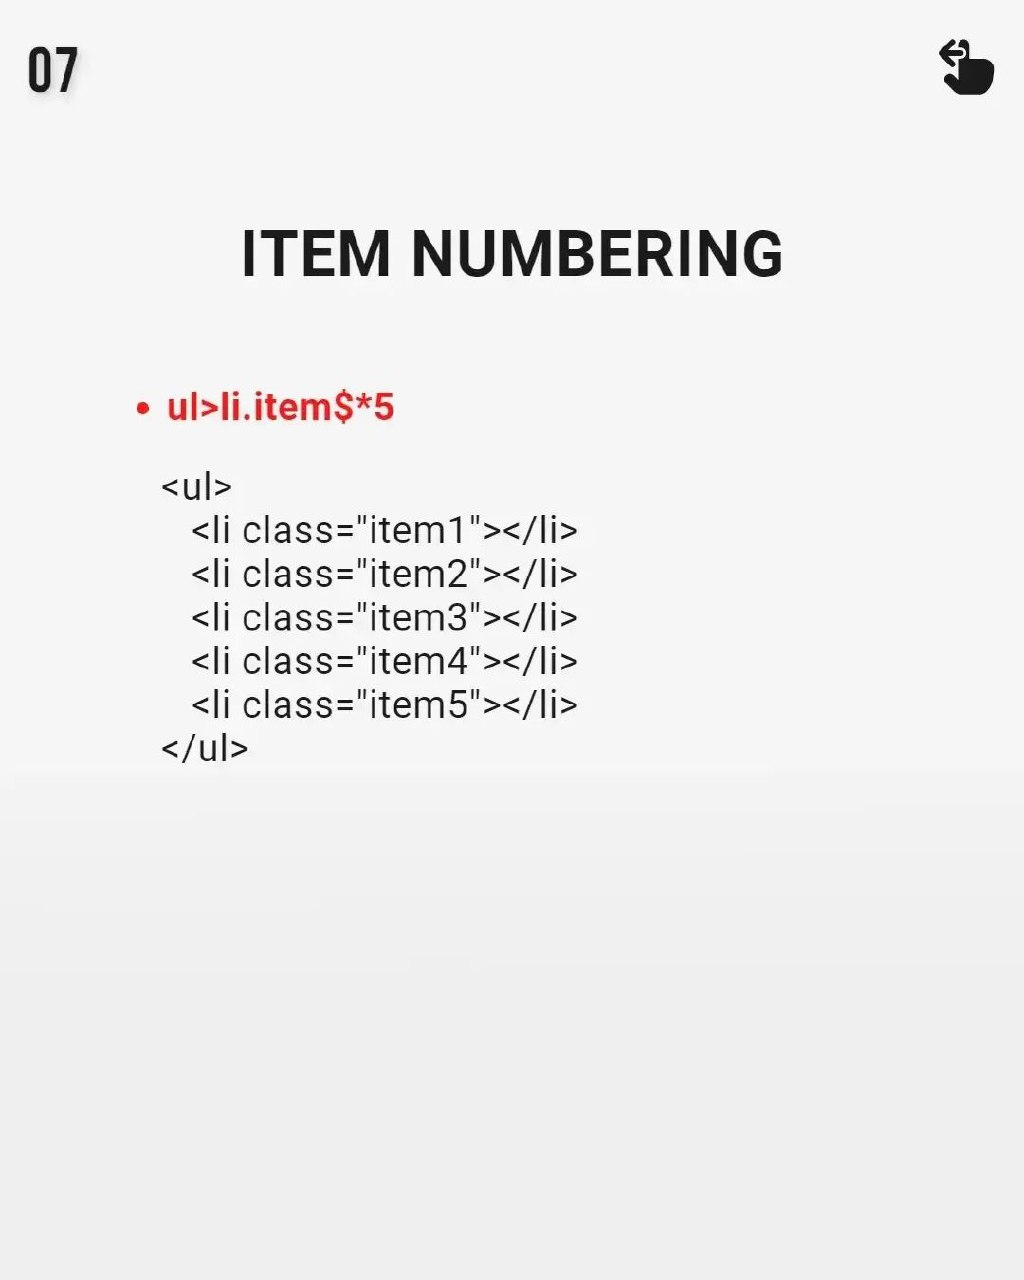 07
ITEM NUMBERING
• ul>li.item$*5
<ul>
<li class="item1"></li>
<li class="item2"></li>
<li class="item3"></li>
<li class="item4"></li>
<li class="item5"></li>
</ul>